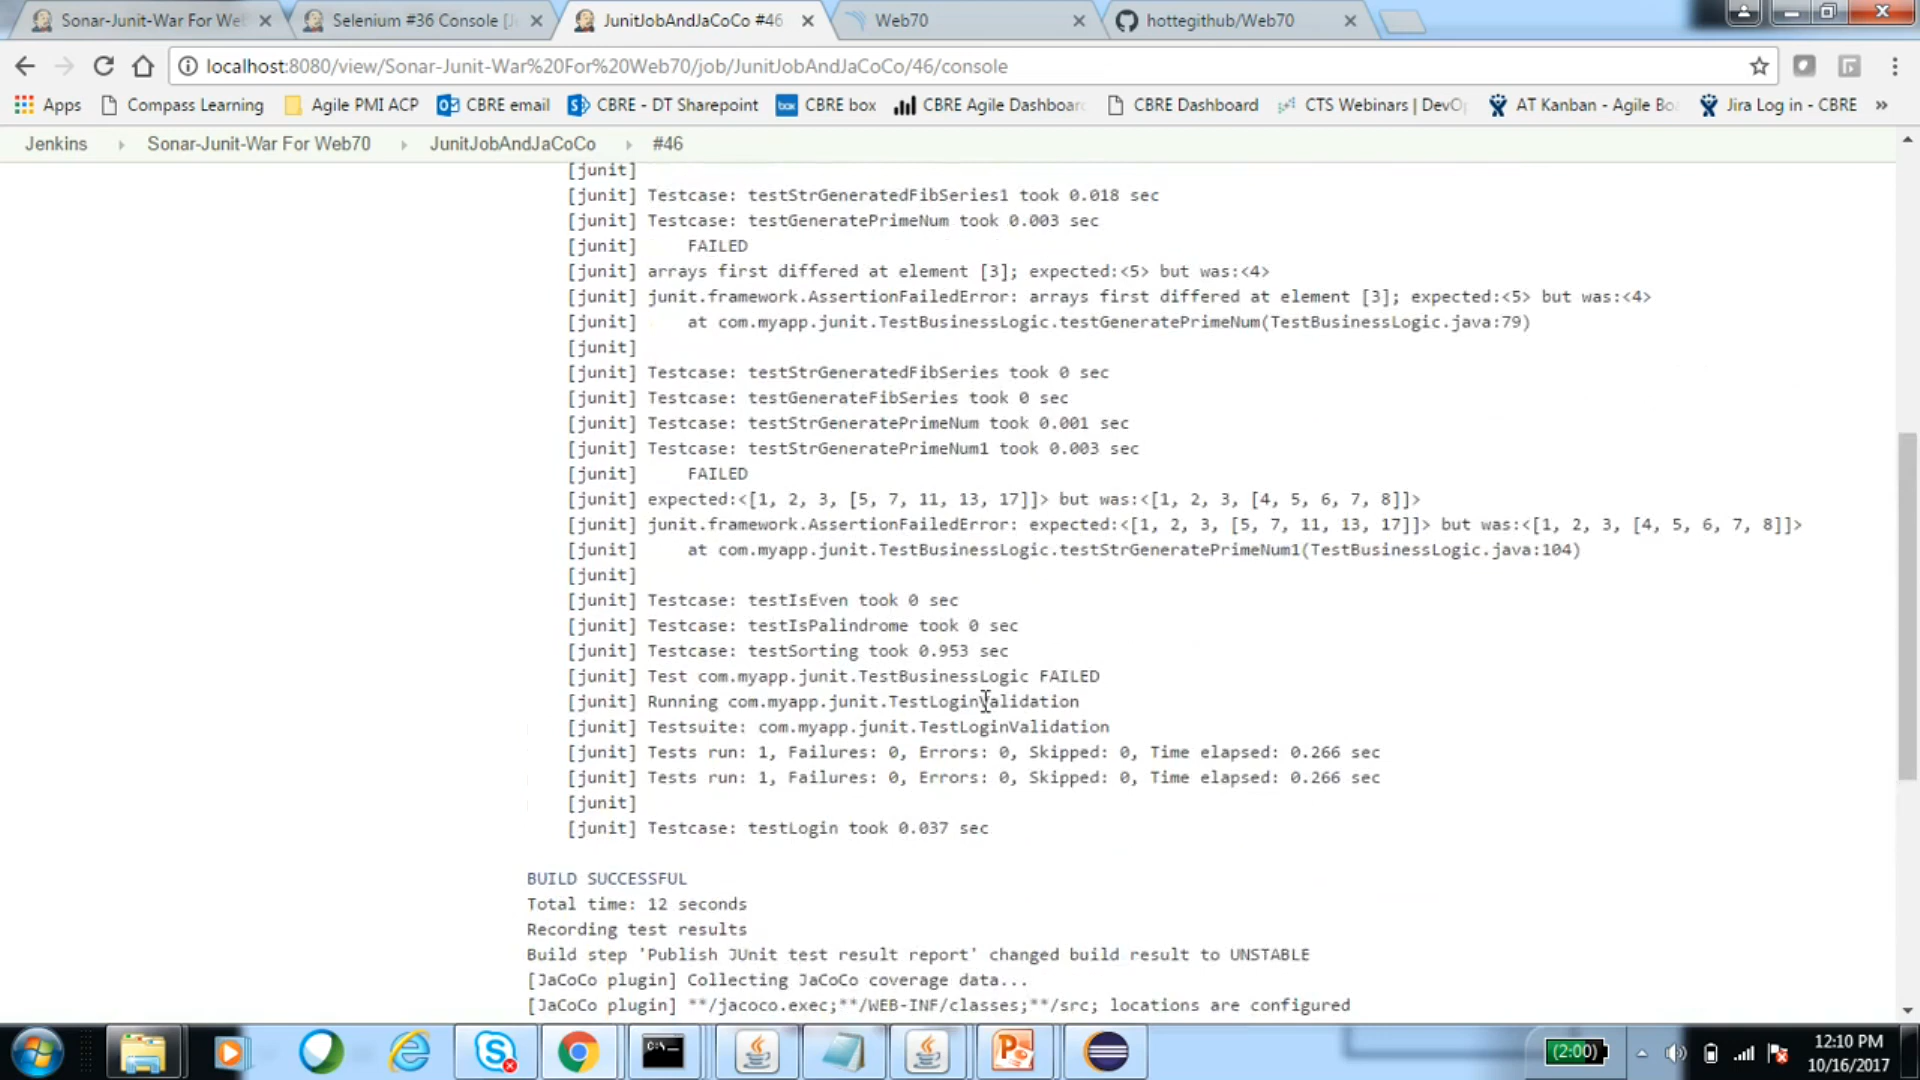 Sonar-Junit-War For Web
Selenium #36 Console [J
JunitJobAndJaCoCo #46
Web70
hottegithub/Web70
localhost:8080/view/Sonar-Junit-War%20For%20Web70/job/JunitJobAndJaCoCo/46/console
Apps
Compass Learning
Agile PMI ACP
CBRE email
CBRE - DT Sharepoint
box
CBRE box
CBRE Agile Dashboar
CBRE Dashboard
CTS Webinars | DevO
AT Kanban - Agile Bo
Jira Log in - CBRE
»
Jenkins
Sonar-Junit-War For Web70
JunitJobAndJaCoCo
#46
[junit]
[junit] Testcase: testStrGeneratedFibSeries1 took 0.018 sec
[junit] Testcase: testGeneratePrimeNum took 0.003 sec
[junit] FAILED
[junit] arrays first differed at element [3]; expected:<5> but was:<4>
[junit] junit.framework.AssertionFailedError: arrays first differed at element [3]; expected:<5> but was:<4>
[junit] at com.myapp.junit.TestBusinessLogic.testGeneratePrimeNum(TestBusinessLogic.java:79)
[junit]
[junit] Testcase: testStrGeneratedFibSeries took 0 sec
[junit] Testcase: testGenerateFibSeries took 0 sec
[junit] Testcase: testStrGeneratePrimeNum took 0.001 sec
[junit] Testcase: testStrGeneratePrimeNum1 took 0.003 sec
[junit] FAILED
[junit] expected:<[1, 2, 3, [5, 7, 11, 13, 17]]> but was:<[1, 2, 3, [4, 5, 6, 7, 8]]>
[junit] junit.framework.AssertionFailedError: expected:<[1, 2, 3, [5, 7, 11, 13, 17]]> but was:<[1, 2, 3, [4, 5, 6, 7, 8]]>
[junit] at com.myapp.junit.TestBusinessLogic.testStrGeneratePrimeNum1(TestBusinessLogic.java:104)
[junit]
[junit] Testcase: testIsEven took 0 sec
[junit] Testcase: testIsPalindrome took 0 sec
[junit] Testcase: testSorting took 0.953 sec
[junit] Test com.myapp.junit.TestBusinessLogic FAILED
[junit] Running com.myapp.junit.TestLoginValidation
[junit] Testsuite: com.myapp.junit.TestLoginValidation
[junit] Tests run: 1, Failures: 0, Errors: 0, Skipped: 0, Time elapsed: 0.266 sec
[junit] Tests run: 1, Failures: 0, Errors: 0, Skipped: 0, Time elapsed: 0.266 sec
[junit]
[junit] Testcase: testLogin took 0.037 sec
BUILD SUCCESSFUL
Total time: 12 seconds
Recording test results
Build step 'Publish JUnit test result report' changed build result to UNSTABLE
[JaCoCo plugin] Collecting JaCoCo coverage data...
[JaCoCo plugin] **/jacoco.exec;**/WEB-INF/classes;**/src; locations are configured
(2:00)
12:10 PM
10/16/2017